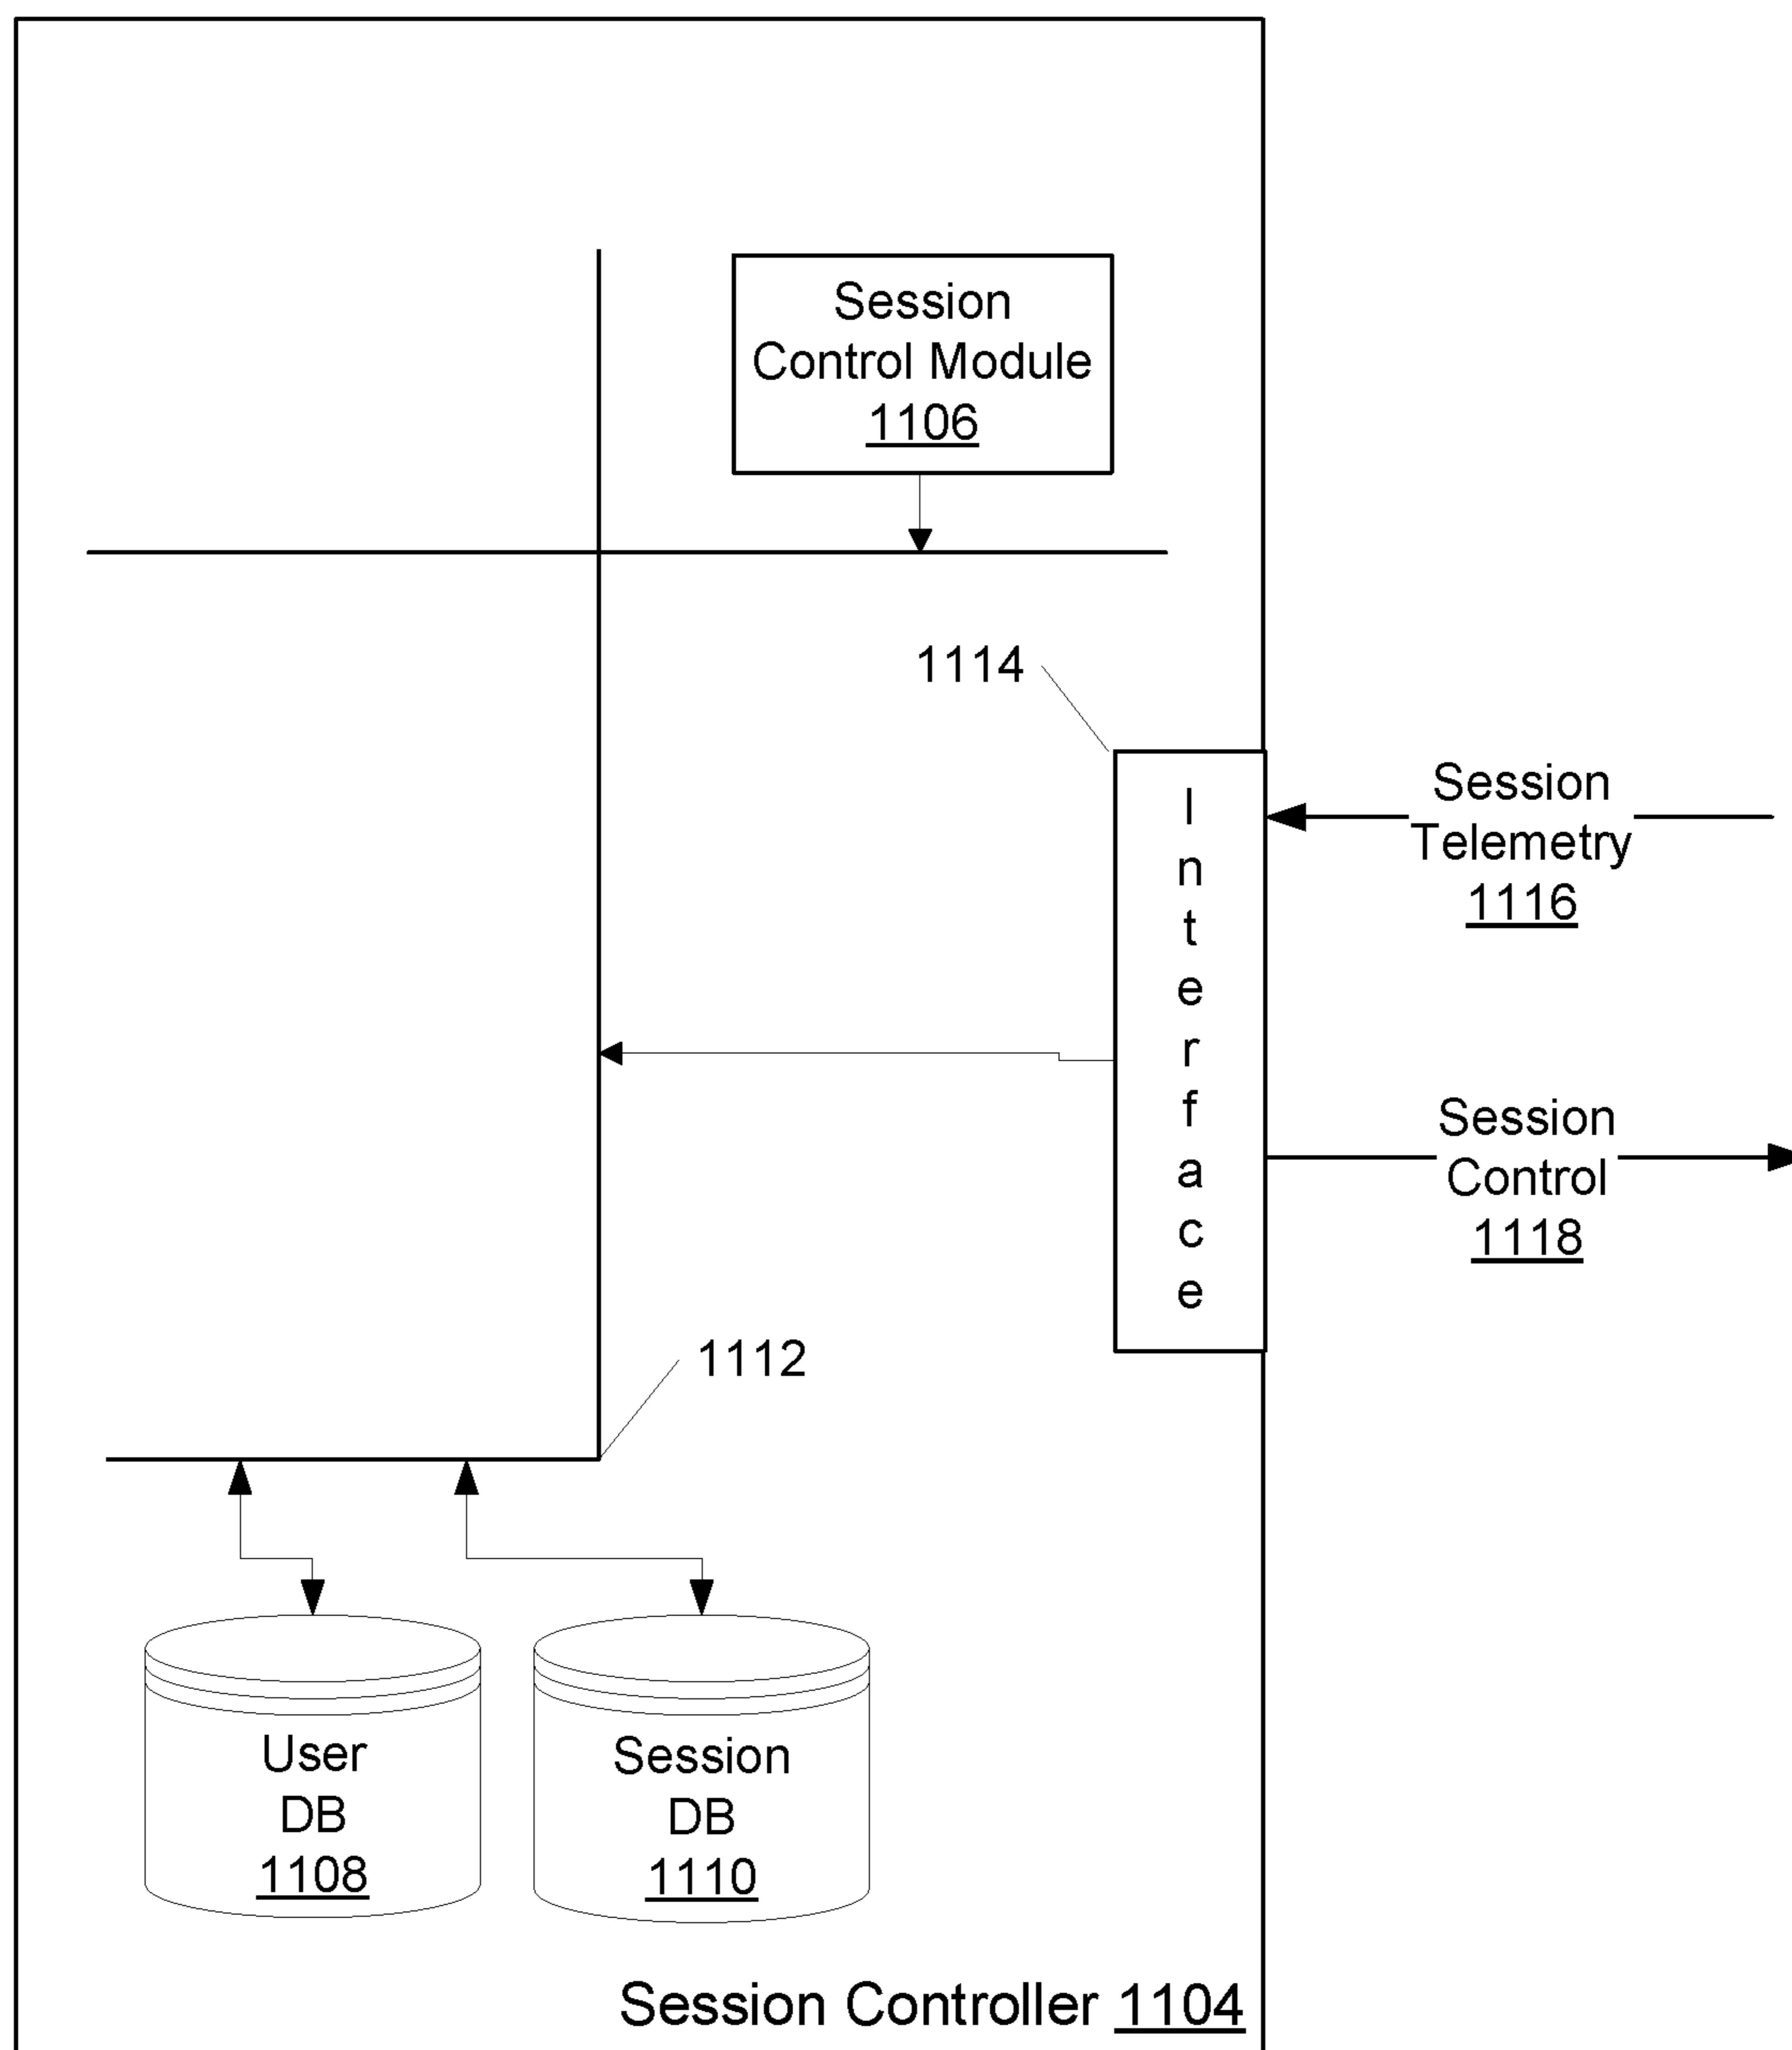 Session
Control Module
1106
1114
Interface
Session
Telemetry
1116
Session
Control
1118
1112
User
DB
1108
Session
DB
1110
Session Controller 1104